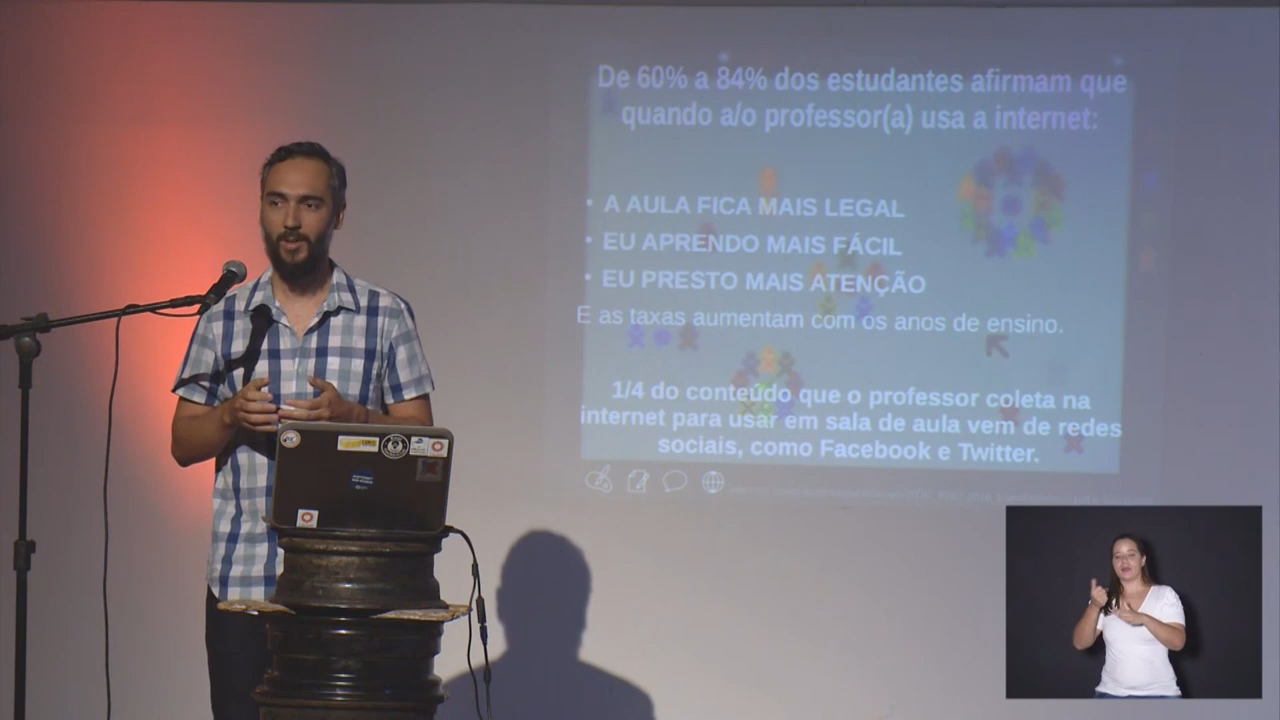 De 60% a 84% dos estudantes afirmam que
quando a/o professor(a) usa a internet:
• A AULA FICA MAIS LEGAL
• EU APRENDO MAIS FÁCIL
• EU PRESTO MAIS ATENÇÃO
E as taxas aumentam com os anos de ensino.
1/4 do conteúdo que o professor coleta na
internet para usar em sala de aula vem de redes
sociais, como Facebook e Twitter.